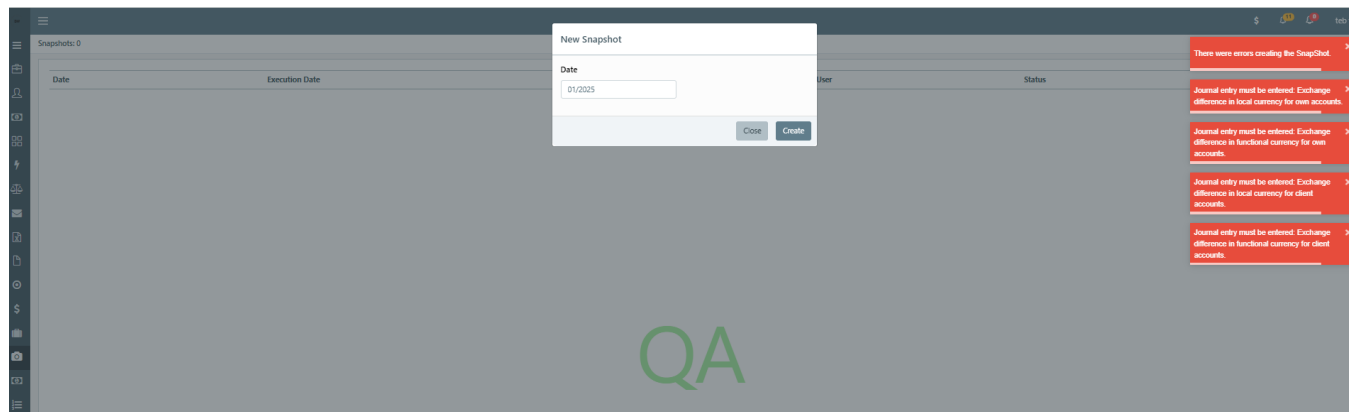 feb
Snapshots: 0
New Snapshot
Date
01/2025
Close
Create
Date
Execution Date
User
Status
There were errors creating the SnapShot.
Journal entry must be entered: Exchange
difference in local currency for own accounts.
Journal entry must be entered: Exchange
difference in functional currency for own
accounts.
Journal entry must be entered: Exchange
difference in local currency for client
accounts.
Journal entry must be entered: Exchange
difference in functional currency for client
accounts.
QA